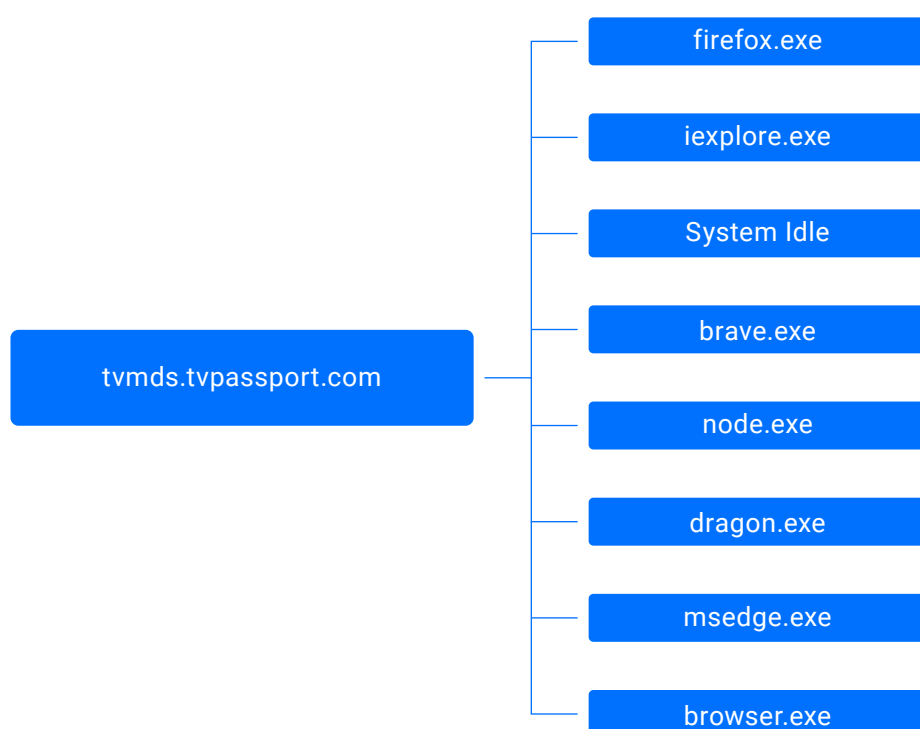 firefox.exe
iexplore.exe
System Idle
brave.exe
tvmds.tvpassport.com
node.exe
dragon.exe
msedge.exe
browser.exe